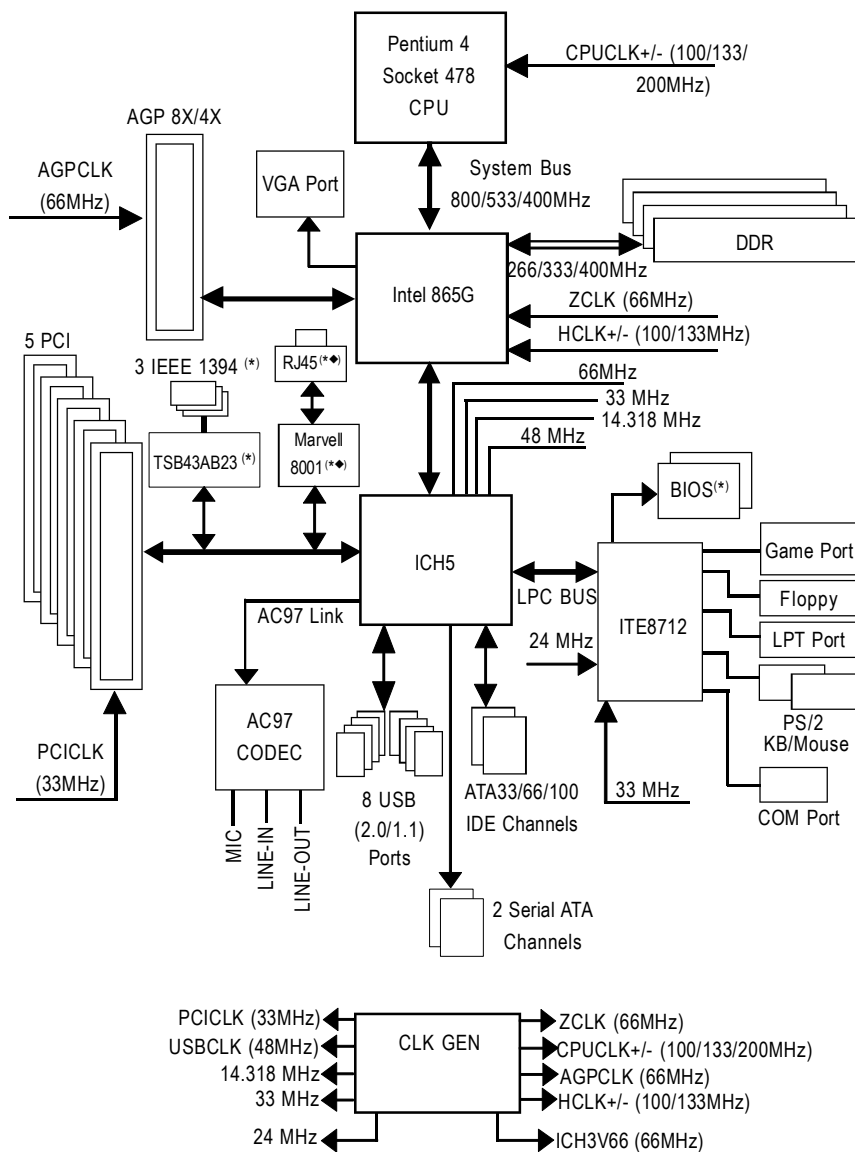 Pentium 4
Socket 478
CPU
CPUCLK+/- (100/133/
200MHz)
AGP 8X/4X
AGPCLK
(66MHz)
VGA Port
System Bus
800/533/400MHz
DDR
266/333/400MHz
Intel 865G
ZCLK (66MHz)
HCLK+/- (100/133MHz)
5 PCI
3 IEEE 1394 (*)
RJ45 (*◆)
66MHz
33 MHz
14.318 MHz
48 MHz
TSB43AB23 (*)
Marvell
8001 (*◆)
BIOS(*)
ICH5
LPC BUS
ITE8712
Game Port
Floppy
LPT Port
PS/2
KB/Mouse
COM Port
24 MHz
33 MHz
AC97 Link
AC97
CODEC
MIC
LINE-IN
LINE-OUT
PCICLK
(33MHz)
8 USB
(2.0/1.1)
Ports
ATA33/66/100
IDE Channels
2 Serial ATA
Channels
CLK GEN
PCICLK (33MHz)
USBCLK (48MHz)
14.318 MHz
33 MHz
24 MHz
ZCLK (66MHz)
CPUCLK+/- (100/133/200MHz)
AGPCLK (66MHz)
HCLK+/- (100/133MHz)
ICH3V66 (66MHz)